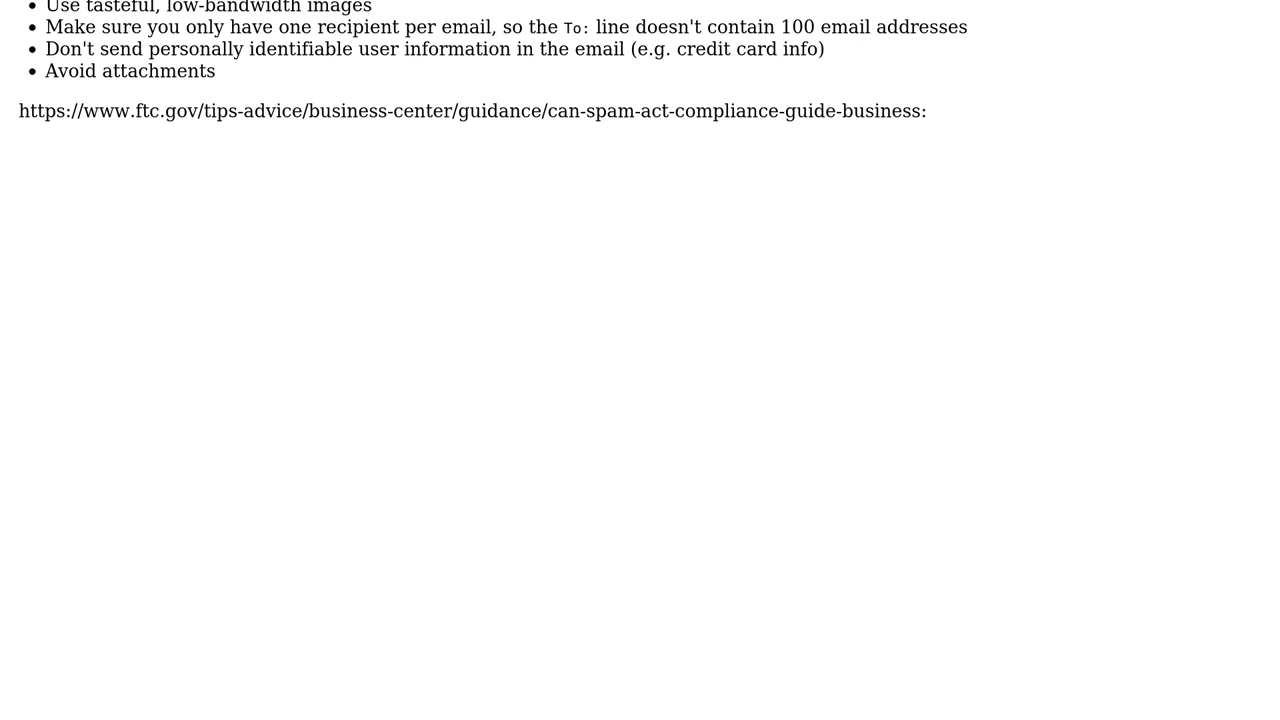 Use tasteful, low-bandwidth images
Make sure you only have one recipient per email, so the To: line doesn't contain 100 email addresses
Don't send personally identifiable user information in the email (e.g. credit card info)
Avoid attachments
https://www.ftc.gov/tips-advice/business-center/guidance/can-spam-act-compliance-guide-business: